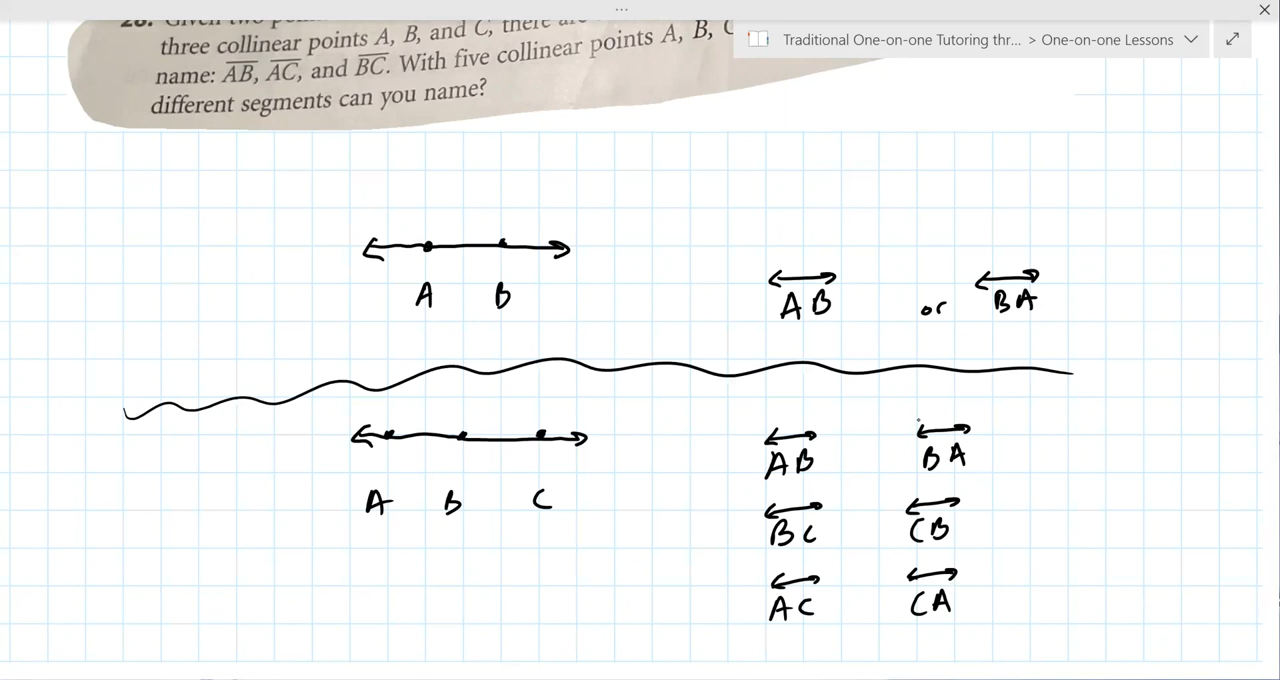 ...
Traditional One-on-one Tutoring thr... > One-on-one Lessons
three collinear points A, B, and C, there
name: AB, AC, and BC. With five collinear points A, B, C
different segments can you name?
A B
AB or BA
A B C
AB BA
BC CB
AC CA